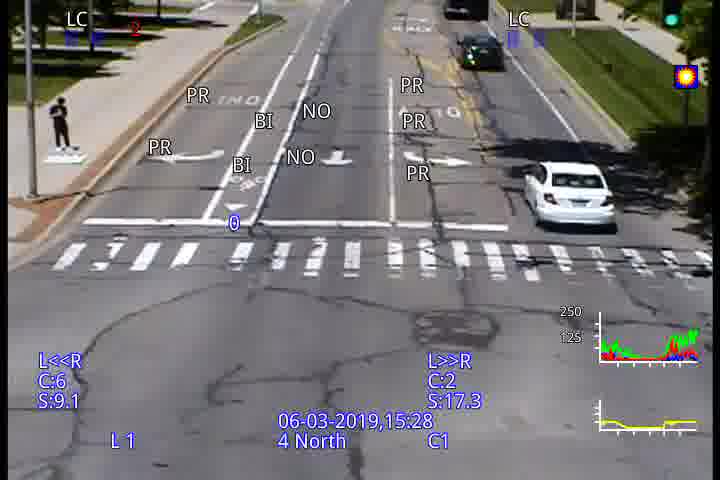 LC
LC
2
PR
PR
BI
NO
PR
PR
NO
BI
PR
0
250
125
L<<R
C:6
S:9.1
L>>R
C:2
S:17.3
06-03-2019,15:28
4 North
L 1
C1